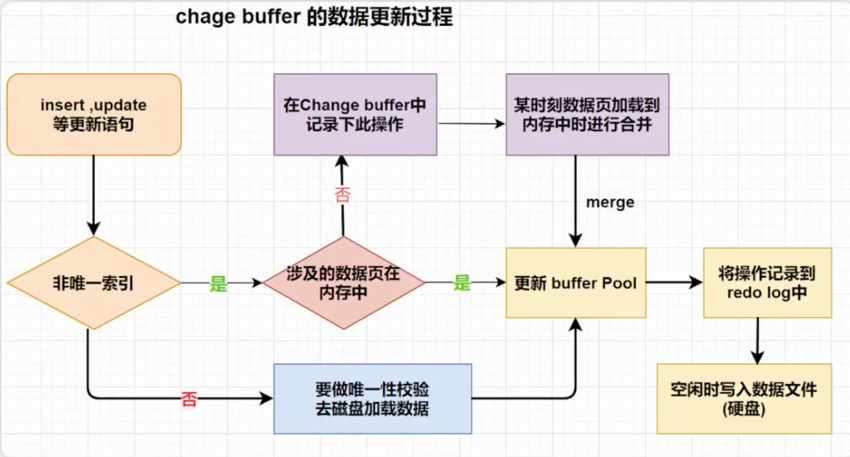 chage buffer 的数据更新过程
insert ,update
等更新语句
在Change buffer中
记录下此操作
某时刻数据页加载到
内存中时进行合并
否
merge
非唯一索引
是
涉及的数据页在
内存中
是
更新 buffer Pool
将操作记录到
redo log中
否
要做唯一性校验
去磁盘加载数据
空闲时写入数据文件
(硬盘)